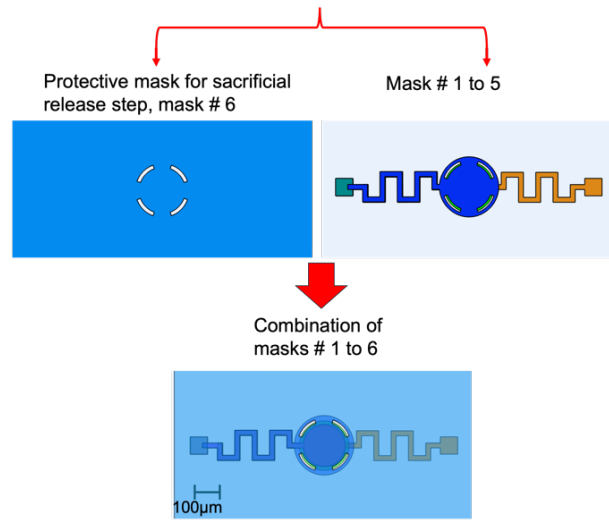 Protective mask for sacrificial
release step, mask # 6
Mask # 1 to 5
Combination of
masks # 1 to 6
100µm